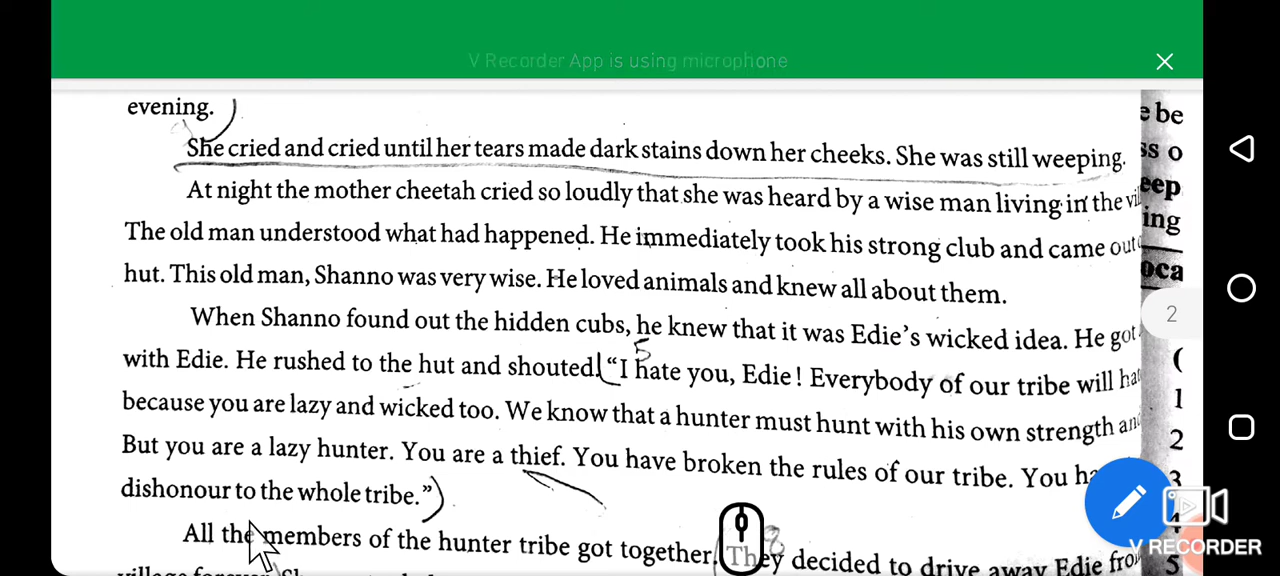 V Recorder App is using microphone
evening.
She cried and cried until her tears made dark stains down her cheeks. She was still weeping.
At night the mother cheetah cried so loudly that she was heard by a wise man living in the
The old man understood what had happened. He immediately took his strong club and came out
hut. This old man, Shanno was very wise. He loved animals and knew all about them.
When Shanno found out the hidden cubs, he knew that it was Edie's wicked idea. He got
with Edie. He rushed to the hut and shouted. "I hate you, Edie! Everybody of our tribe will
because you are lazy and wicked too. We know that a hunter must hunt with his own strength
But you are a lazy hunter. You are a thief. You have broken the rules of our tribe. You
dishonour to the whole tribe."
All the members of the hunter tribe got together. They decided to drive away Edie
be
2
1
2
3
4
5
V RECORDER